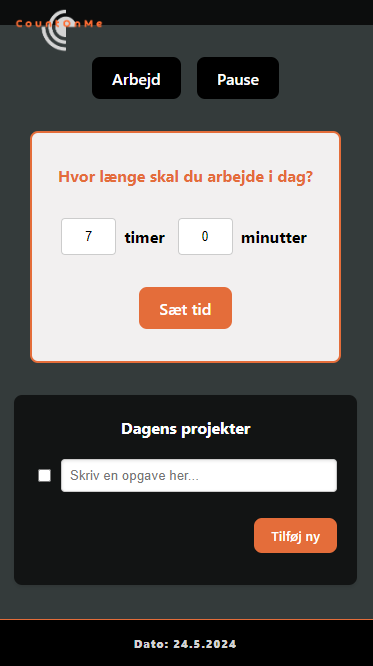 CountOnMe
Arbejd Pause
Hvor længe skal du arbejde i dag?
7 timer 0 minutter
Sæt tid
Dagens projekter
Skriv en opgave her...
Tilføj ny
Dato: 24.5.2024